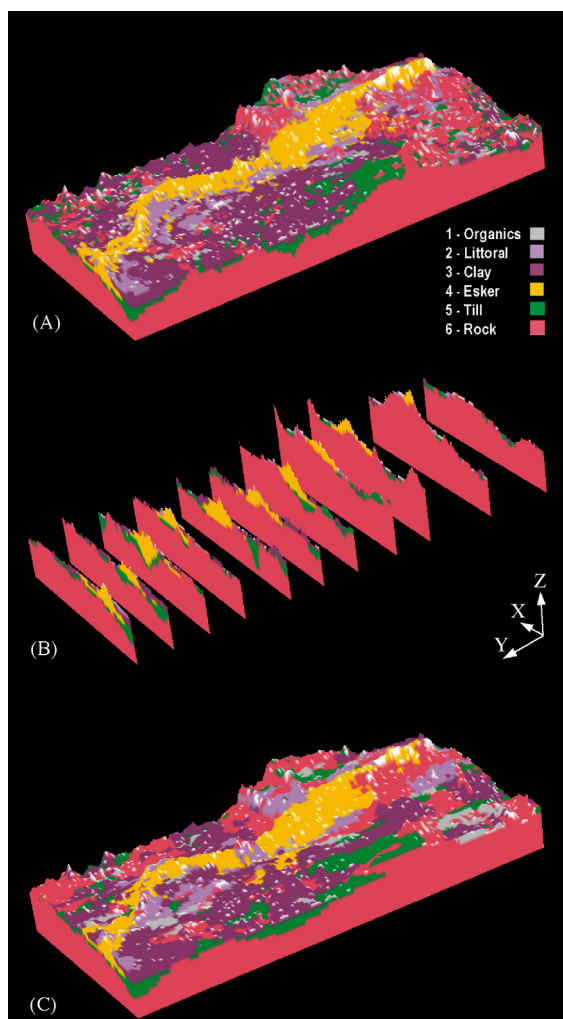 1 - Organics
2 - Littoral
3 - Clay
4 - Esker
5 - Till
6 - Rock
(A)
Z
X
Y
(B)
(C)